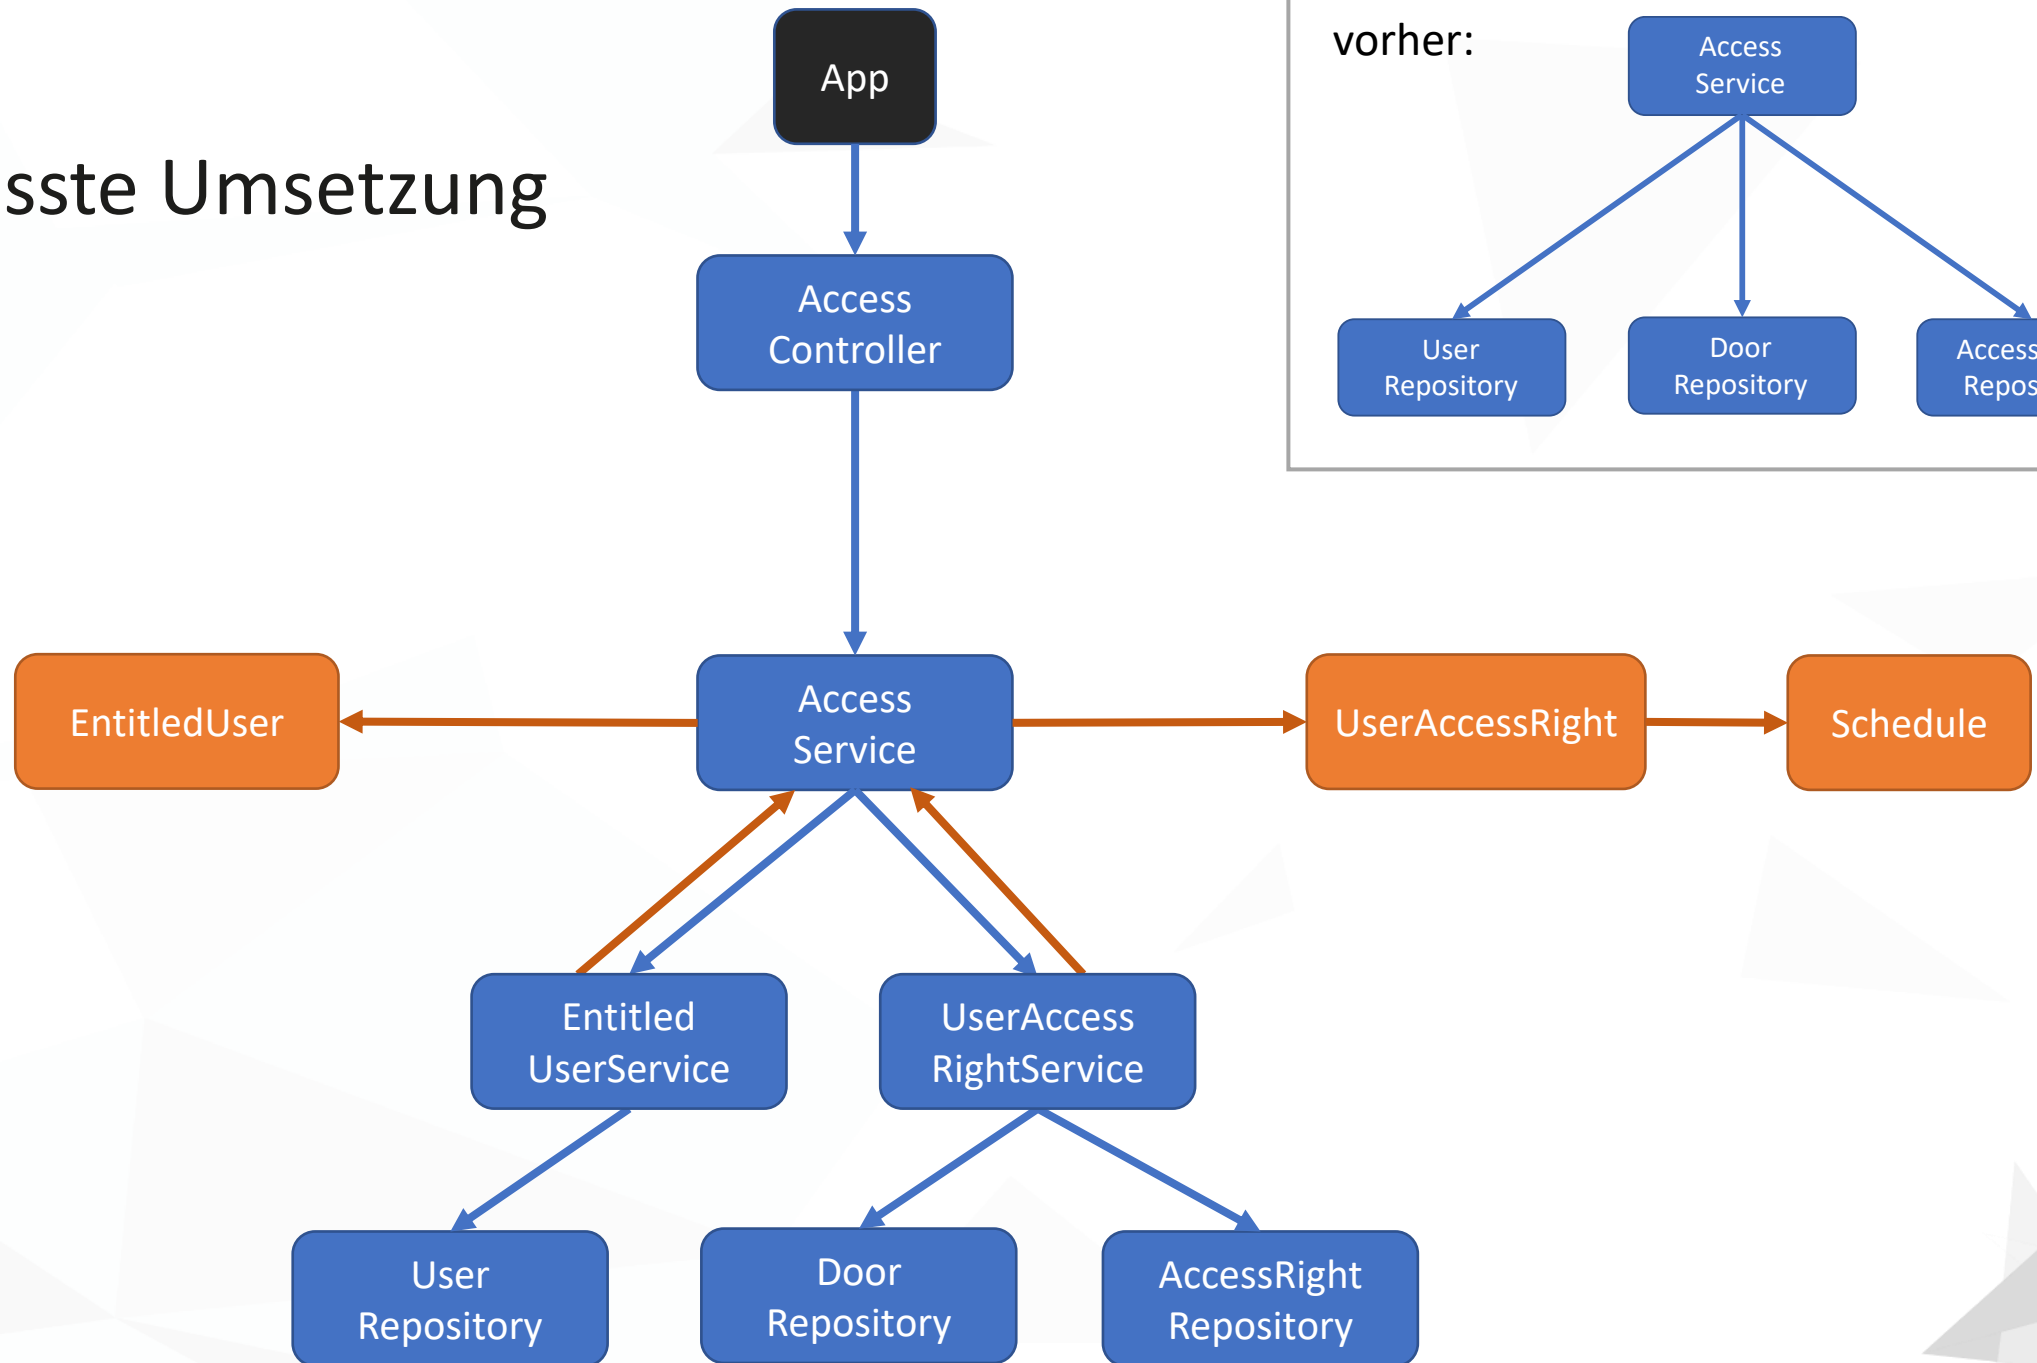 App
vorher:
Access
Service
sste Umsetzung
Access
Controller
User
Repository
Door
Repository
Access
Repos
EntitledUser
Access
Service
UserAccessRight
Schedule
Entitled
UserService
UserAccess
RightService
User
Repository
Door
Repository
AccessRight
Repository